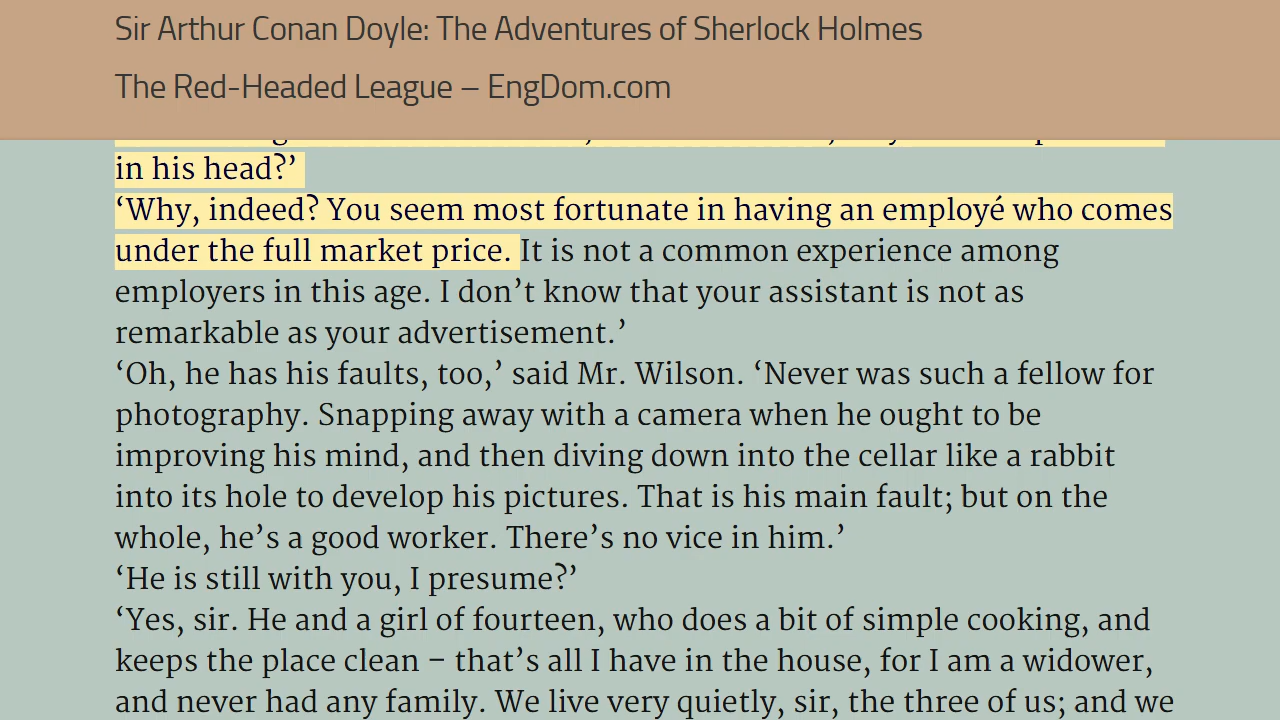 Sir Arthur Conan Doyle: The Adventures of Sherlock Holmes
The Red-Headed League – EngDom.com
in his head?’
‘Why, indeed? You seem most fortunate in having an employé who comes
under the full market price. It is not a common experience among
employers in this age. I don’t know that your assistant is not as
remarkable as your advertisement.’
‘Oh, he has his faults, too,’ said Mr. Wilson. ‘Never was such a fellow for
photography. Snapping away with a camera when he ought to be
improving his mind, and then diving down into the cellar like a rabbit
into its hole to develop his pictures. That is his main fault; but on the
whole, he’s a good worker. There’s no vice in him.’
‘He is still with you, I presume?’
‘Yes, sir. He and a girl of fourteen, who does a bit of simple cooking, and
keeps the place clean – that’s all I have in the house, for I am a widower,
and never had any family. We live very quietly, sir, the three of us; and we